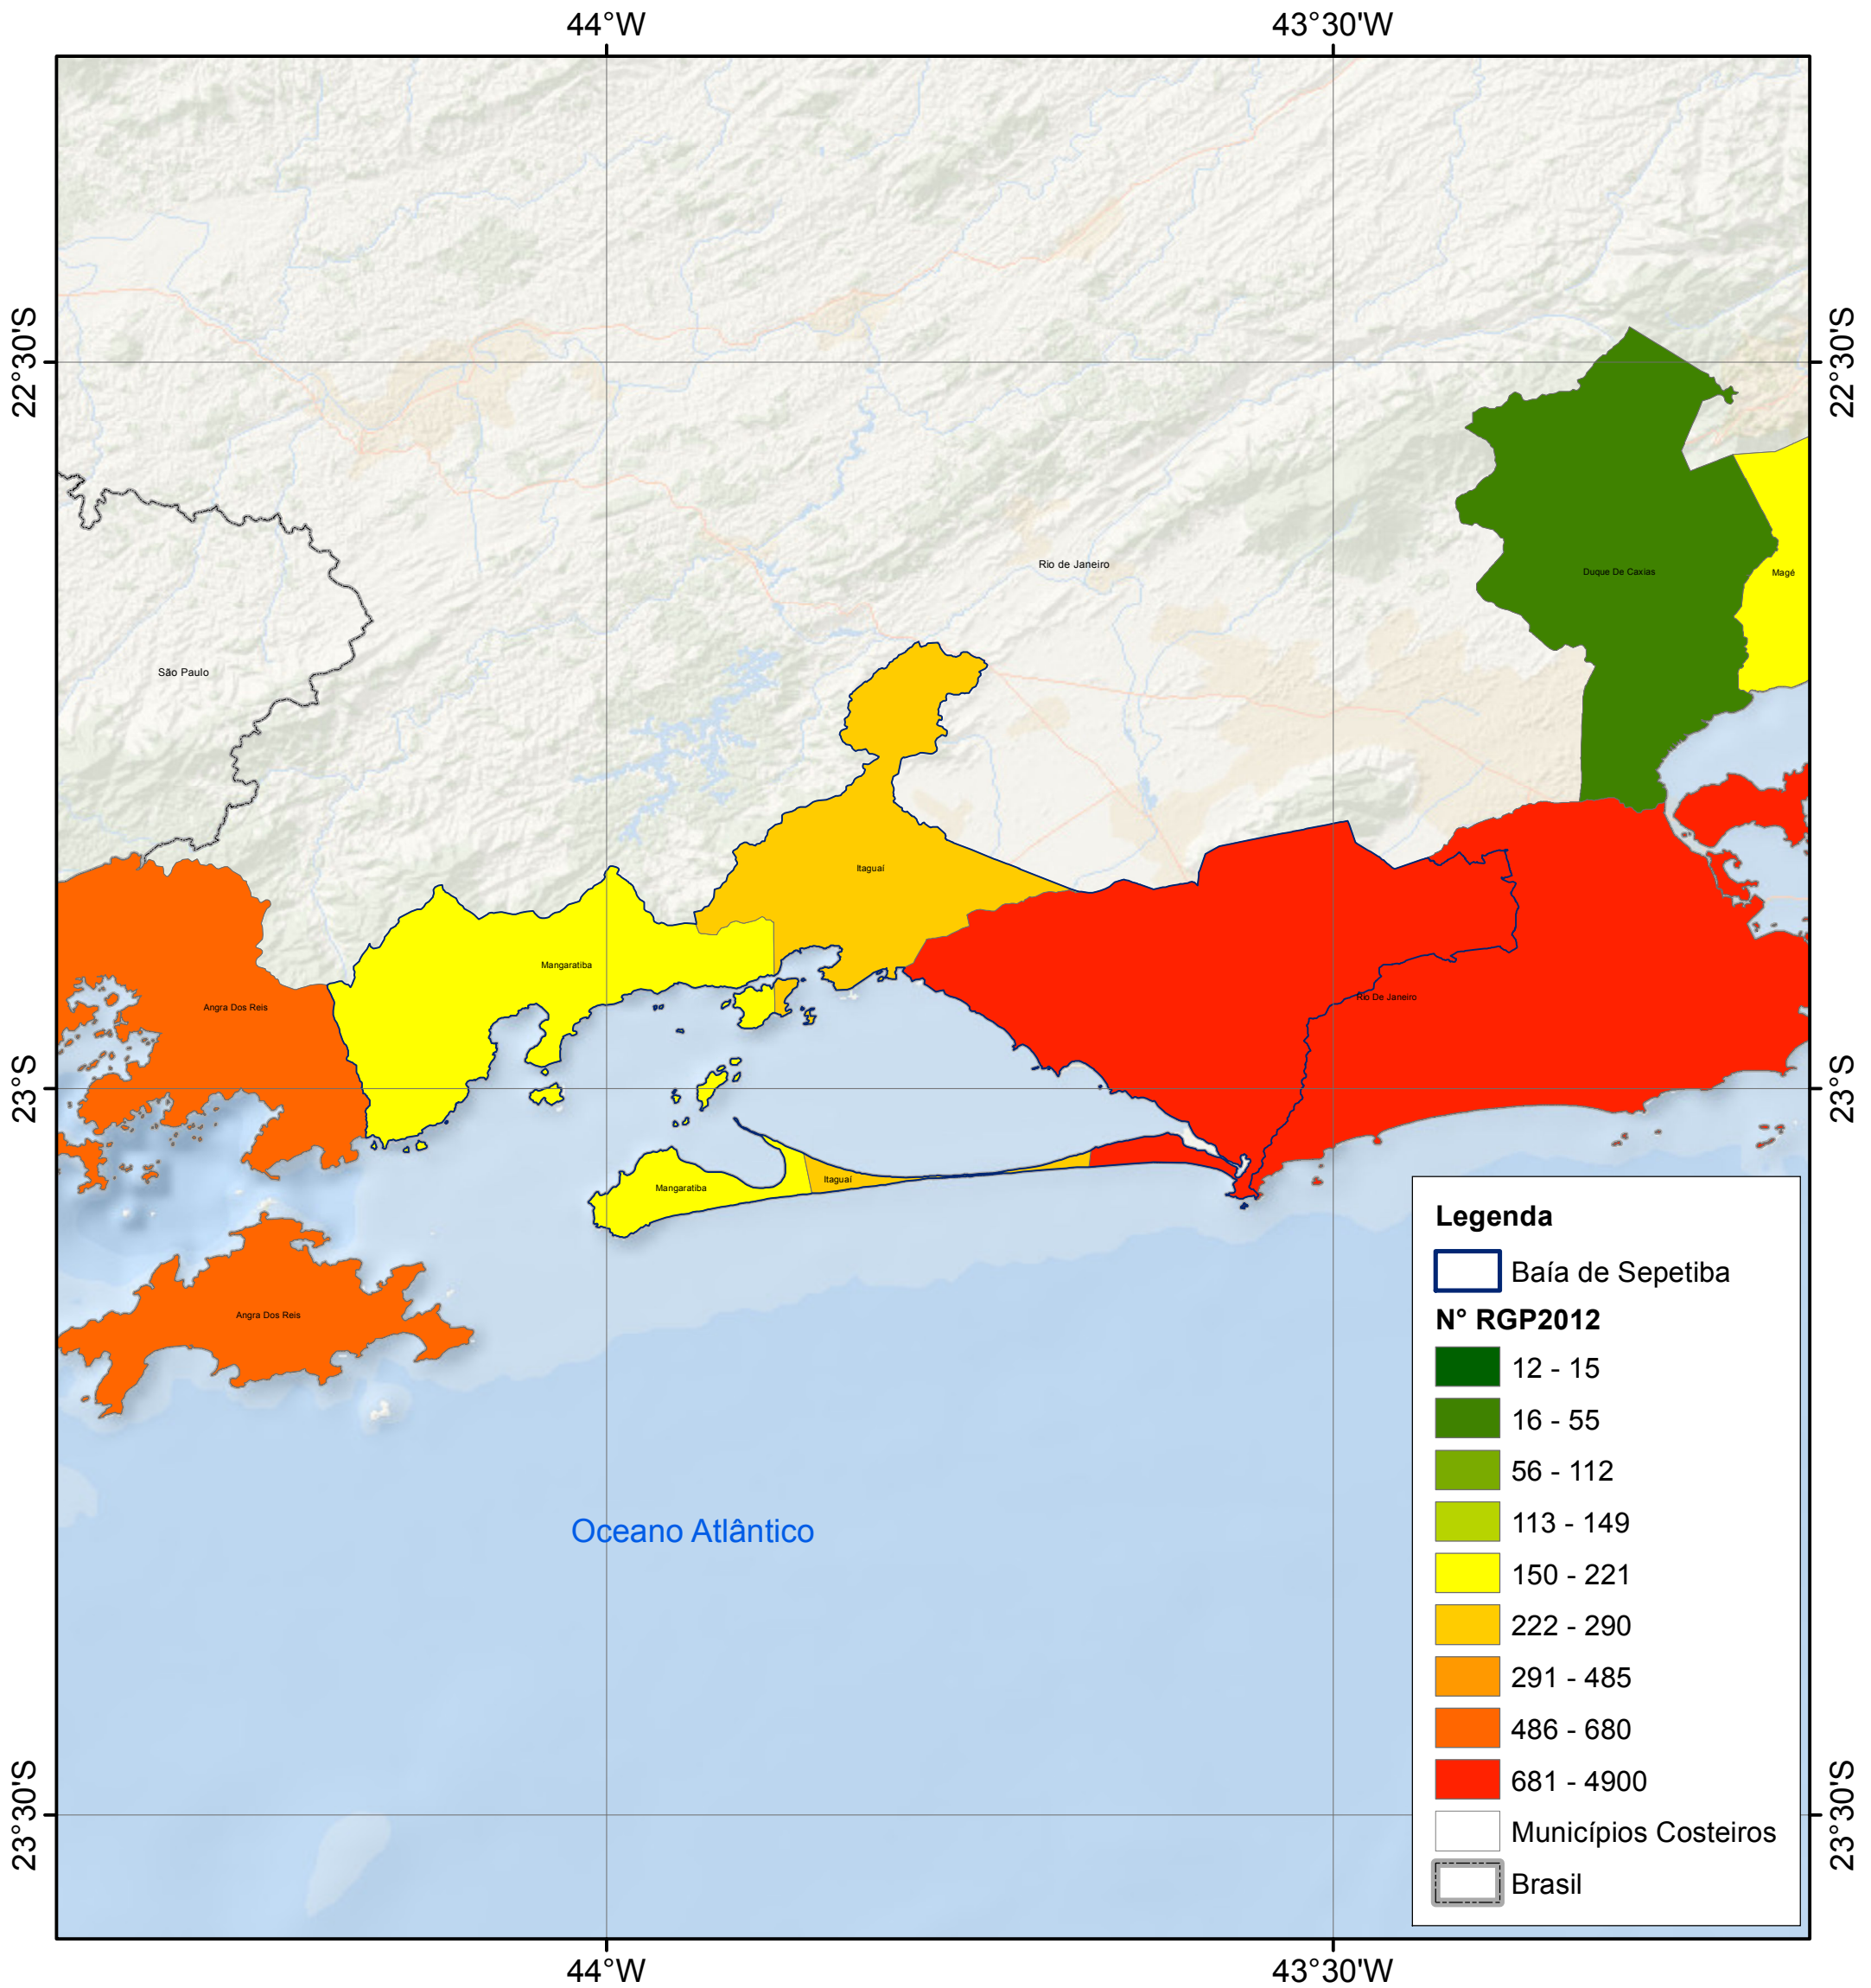 44°W
43°30'W
22°30'S
22°30'S
Rio de Janeiro
Duque De Caxias
Magé
São Paulo
Itaguaí
Mangaratiba
Rio De Janeiro
Angra Dos Reis
23°S
23°S
Itaguaí
Mangaratiba
Angra Dos Reis
Oceano Atlântico
Legenda
Baía de Sepetiba
N° RGP2012
12 - 15
16 - 55
56 - 112
113 - 149
150 - 221
222 - 290
291 - 485
486 - 680
681 - 4900
Municípios Costeiros
Brasil
23°30'S
23°30'S
44°W
43°30'W